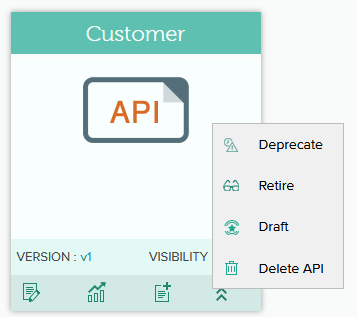 Customer
API
Deprecate
Retire
Draft
VERSION : v1 VISIBILITY
Delete API